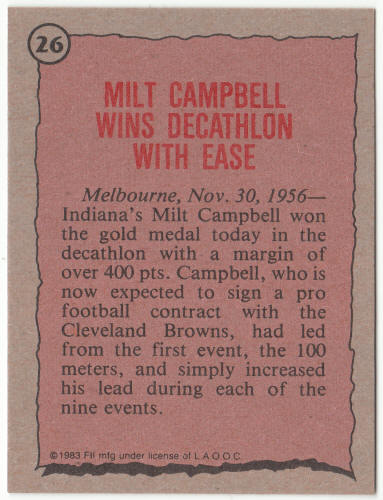 26
MILT CAMPBELL
WINS DECATHLON
WITH EASE
Melbourne, Nov. 30, 1956—
Indiana's Milt Campbell won
the gold medal today in the
decathlon with a margin of
over 400 pts. Campbell, who is
now expected to sign a pro
football contract with the
Cleveland Browns, had led
from the first event, the 100
meters, and simply increased
his lead during each of the
nine events.
©1983 FII mfg under license of L.A.O.O.C.